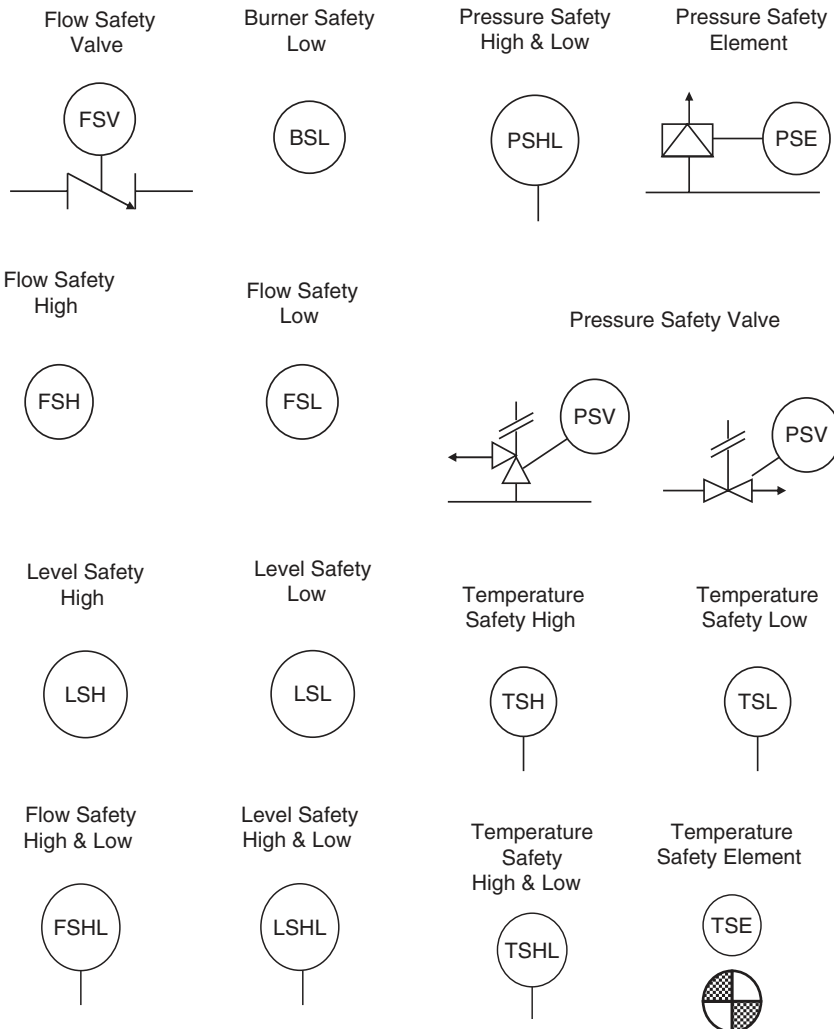 Flow Safety
Valve
FSV
Burner Safety
Low
BSL
Pressure Safety
High & Low
PSHL
Pressure Safety
Element
PSE
Flow Safety
High
FSH
Flow Safety
Low
FSL
Pressure Safety Valve
PSV
PSV
Level Safety
High
LSH
Level Safety
Low
LSL
Temperature
Safety High
TSH
Temperature
Safety Low
TSL
Flow Safety
High & Low
FSHL
Level Safety
High & Low
LSHL
Temperature
Safety
High & Low
TSHL
Temperature
Safety Element
TSE